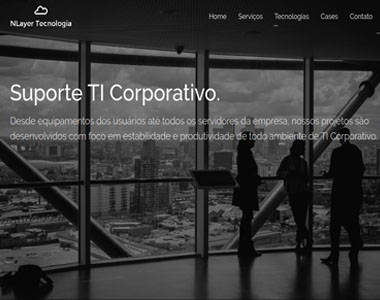 NLayer Tecnologia
Home Serviços Tecnologias Cases Contato
Suporte TI Corporativo.
Desde equipamentos dos usuários até todos os servidores da empresa, nossos projetos são
desenvolvidos com foco em estabilidade e produtividade de todo ambiente de TI Corporativo.